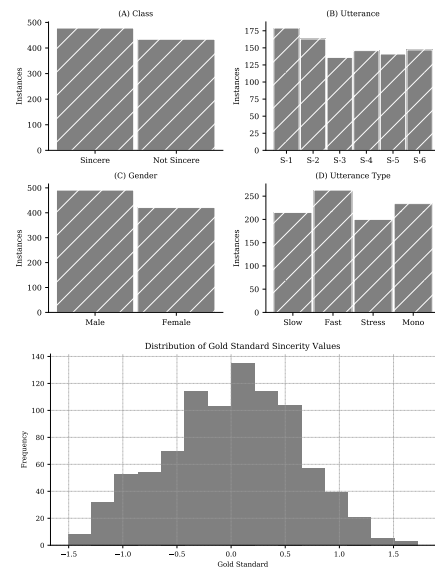 (A) Class
500
400
300
200
100
0
Instances
Sincere Not Sincere
(B) Utterance
175
150
125
100
75
50
25
0
Instances
S-1 S-2 S-3 S-4 S-5 S-6
(C) Gender
500
400
300
200
100
0
Instances
Male Female
(D) Utterance Type
250
200
150
100
50
0
Instances
Slow Fast Stress Mono
Distribution of Gold Standard Sincerity Values
140
120
100
80
60
40
20
0
Frequency
−1.5 −1.0 −0.5 0.0 0.5 1.0 1.5
Gold Standard